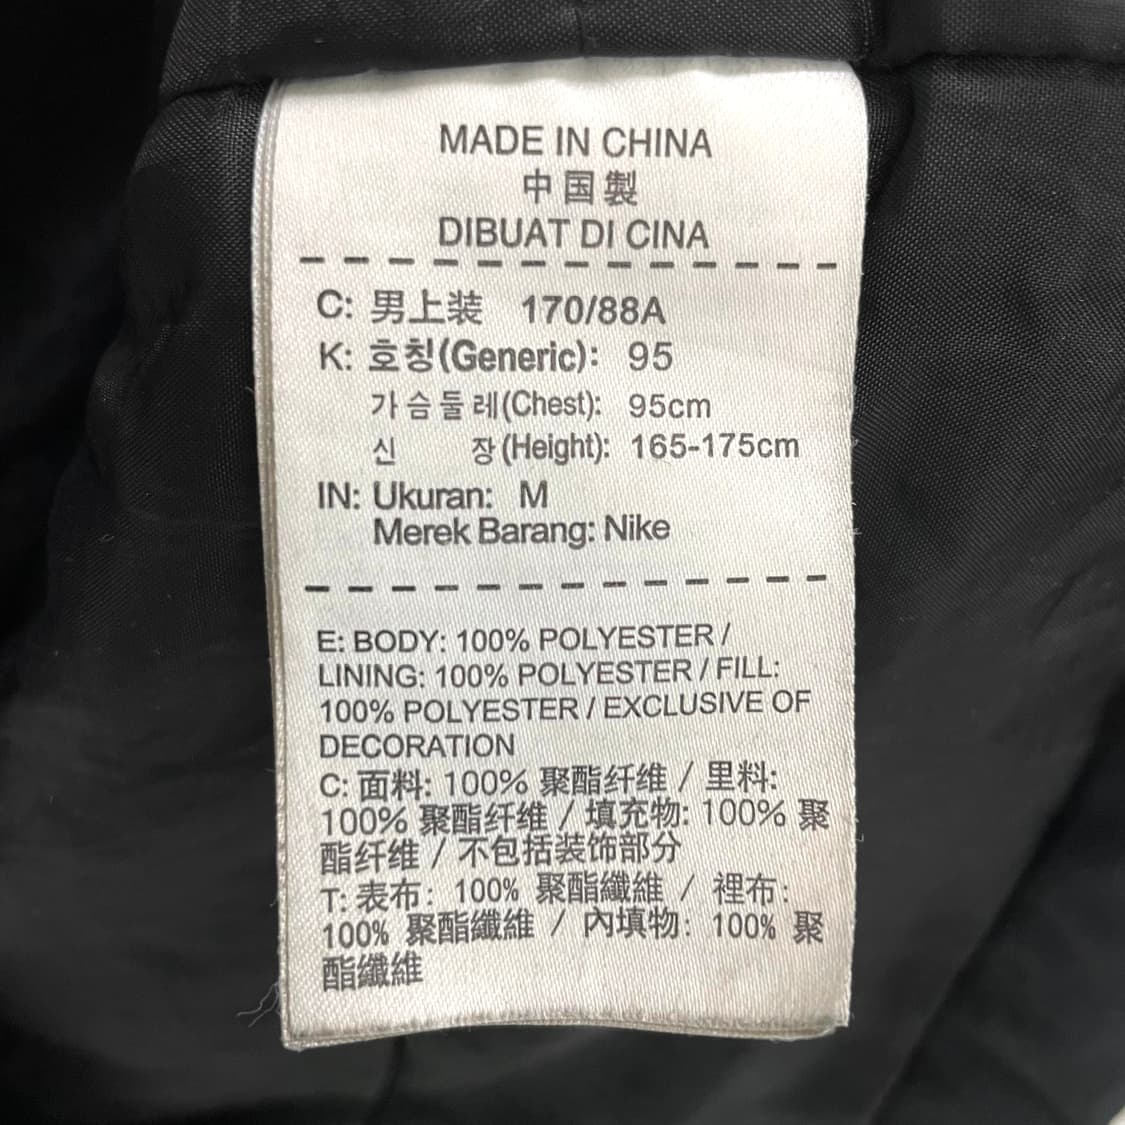 MADE IN CHINA
中国製
DIBUAT DI CINA
C: 男上装 170/88A
K: 호칭(Generic): 95
가슴둘레(Chest): 95cm
신 장(Height): 165-175cm
IN: Ukuran: M
Merek Barang: Nike
E: BODY: 100% POLYESTER /
LINING: 100% POLYESTER / FILL:
100% POLYESTER / EXCLUSIVE OF
DECORATION
C: 面料: 100% 聚酯纤维 / 里料:
100% 聚酯纤维 / 填充物: 100% 聚
酯纤维 / 不包括装饰部分
T: 表布: 100% 聚酯纖維 / 裡布:
100% 聚酯纖維 / 內填物: 100% 聚
酯纖維